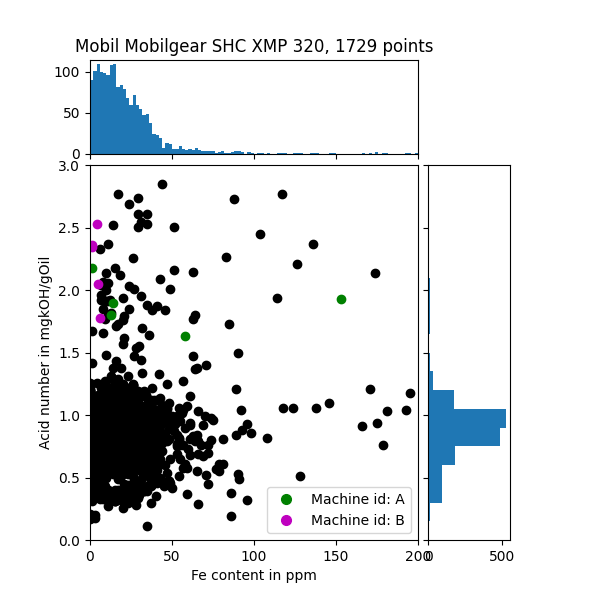 Mobil Mobilgear SHC XMP 320, 1729 points
100
50
0
3.0
2.5
2.0
1.5
1.0
0.5
0.0
Acid number in mgkOH/gOil
Machine id: A
Machine id: B
0 50 100 150 200 0 500
Fe content in ppm